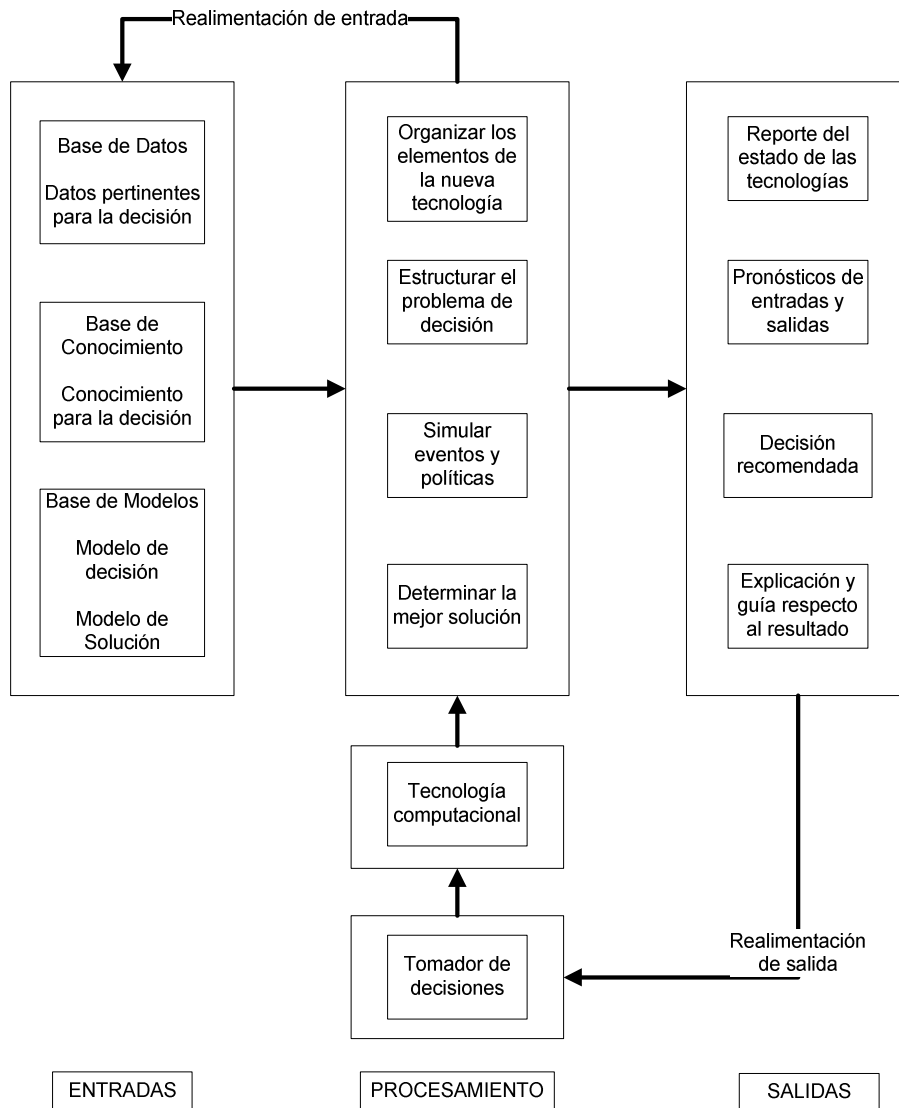 Realimentación de entrada
Base de Datos
Datos pertinentes
para la decisión
Base de
Conocimiento
Conocimiento
para la decisión
Base de Modelos
Modelo de
decisión
Modelo de
Solución
Organizar los
elementos de
la nueva
tecnología
Estructurar el
problema de
decisión
Simular
eventos y
políticas
Determinar la
mejor solución
Reporte del
estado de las
tecnologías
Pronósticos de
entradas y
salidas
Decisión
recomendada
Explicación y
guía respecto
al resultado
Tecnología
computacional
Tomador de
decisiones
Realimentación
de salida
ENTRADAS
PROCESAMIENTO
SALIDAS